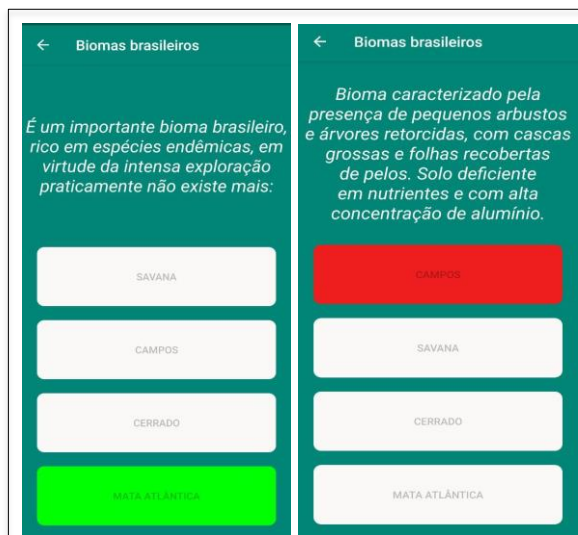 ← Biomas brasileiros
É um importante bioma brasileiro,
rico em espécies endêmicas, em
virtude da intensa exploração
praticamente não existe mais:
SAVANA
CAMPOS
CERRADO
MATA ATLÂNTICA
← Biomas brasileiros
Bioma caracterizado pela
presença de pequenos arbustos
e árvores retorcidas, com cascas
grossas e folhas recobertas
de pelos. Solo deficiente
em nutrientes e com alta
concentração de alumínio.
CAMPOS
SAVANA
CERRADO
MATA ATLÂNTICA